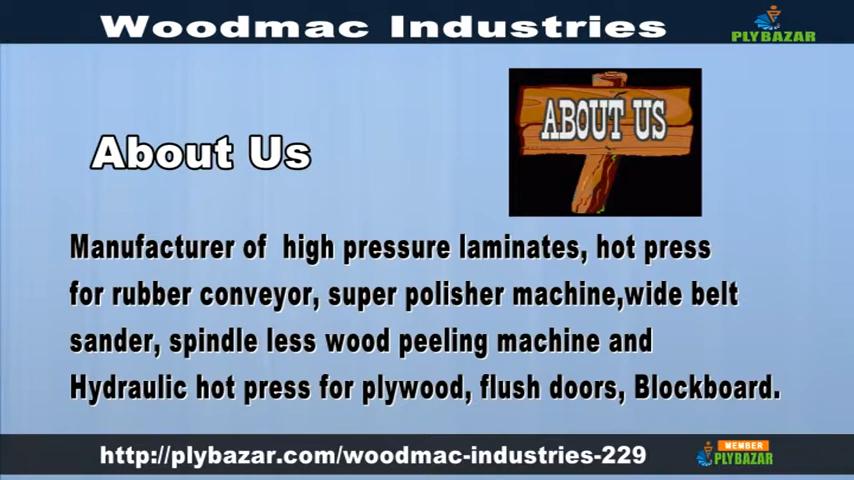 Woodmac Industries
PLYBAZAR
ABOUT US
About Us
Manufacturer of high pressure laminates, hot press
for rubber conveyor, super polisher machine,wide belt
sander, spindle less wood peeling machine and
Hydraulic hot press for plywood, flush doors, Blockboard.
http://plybazar.com/woodmac-industries-229
MEMBER
PLYBAZAR